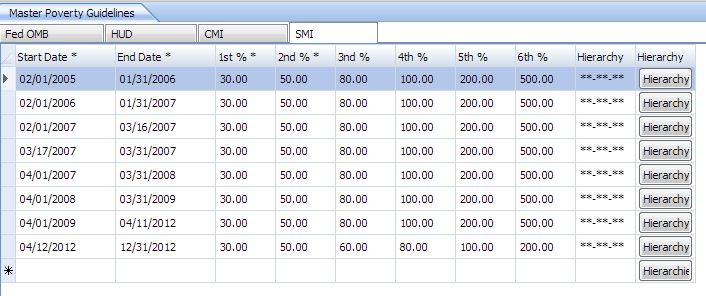 Master Poverty Guidelines
Fed OMB HUD CMI SMI
Start Date * End Date * 1st % * 2nd % * 3nd % 4th % 5th % 6th % Hierarchy Hierarchy
02/01/2005 01/31/2006 30.00 50.00 80.00 100.00 200.00 500.00 **-**-** Hierarchy
02/01/2006 01/31/2007 30.00 50.00 80.00 100.00 200.00 500.00 **-**-** Hierarchy
02/01/2007 03/16/2007 30.00 50.00 80.00 100.00 200.00 500.00 **-**-** Hierarchy
03/17/2007 03/31/2007 30.00 50.00 80.00 100.00 200.00 500.00 **-**-** Hierarchy
04/01/2007 03/31/2008 30.00 50.00 80.00 100.00 200.00 500.00 **-**-** Hierarchy
04/01/2008 03/31/2009 30.00 50.00 80.00 100.00 200.00 500.00 **-**-** Hierarchy
04/01/2009 04/11/2012 30.00 50.00 80.00 100.00 200.00 500.00 **-**-** Hierarchy
04/12/2012 12/31/2012 30.00 50.00 60.00 80.00 100.00 200.00 **-**-** Hierarchy
* Hierarchie